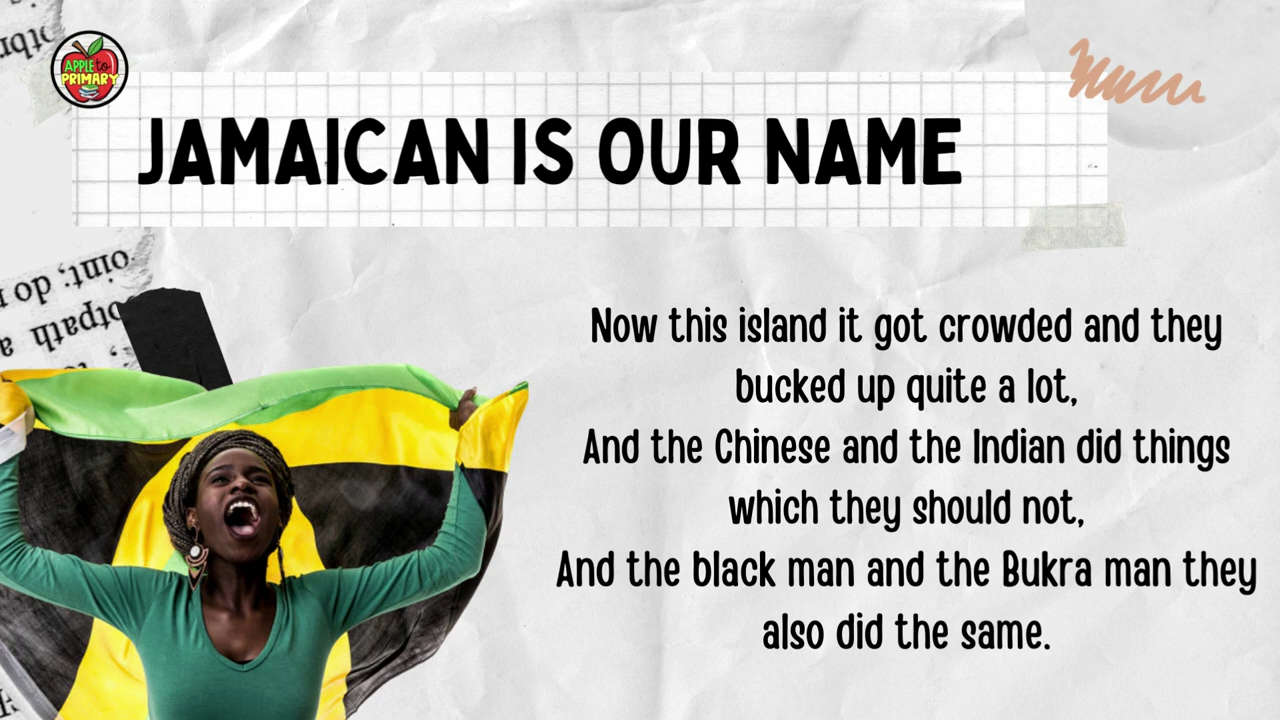 APPLE to
PRIMARY
JAMAICAN IS OUR NAME
Now this island it got crowded and they
bucked up quite a lot,
And the Chinese and the Indian did things
which they should not,
And the black man and the Bukra man they
also did the same.
oint; do